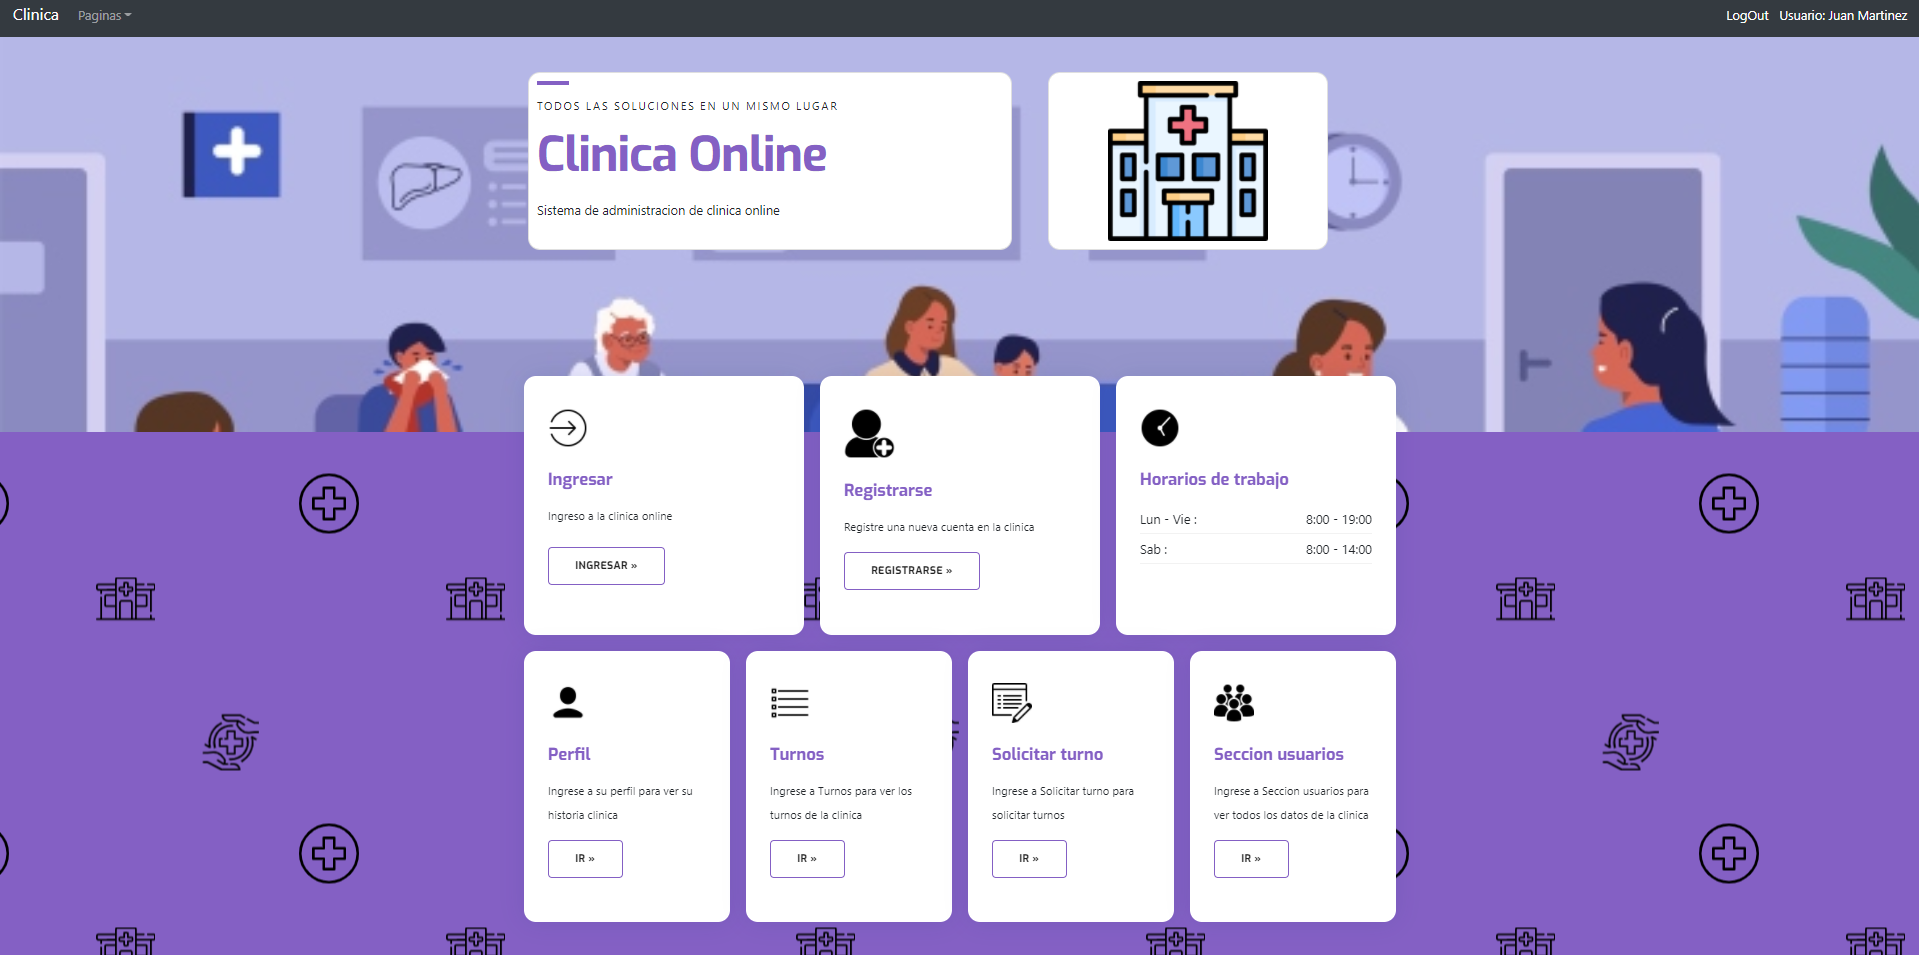 Clinica Paginas LogOut Usuario: Juan Martinez
TODOS LAS SOLUCIONES EN UN MISMO LUGAR
Clinica Online
Sistema de administracion de clinica online
Ingresar
Ingreso a la clinica online
INGRESAR »
Registrarse
Registre una nueva cuenta en la clinica
REGISTRARSE »
Horarios de trabajo
Lun - Vie : 8:00 - 19:00
Sab : 8:00 - 14:00
Perfil
Ingrese a su perfil para ver su
historia clinica
IR »
Turnos
Ingrese a Turnos para ver los
turnos de la clinica
IR »
Solicitar turno
Ingrese a Solicitar turno para
solicitar turnos
IR »
Seccion usuarios
Ingrese a Seccion usuarios para
ver todos los datos de la clinica
IR »